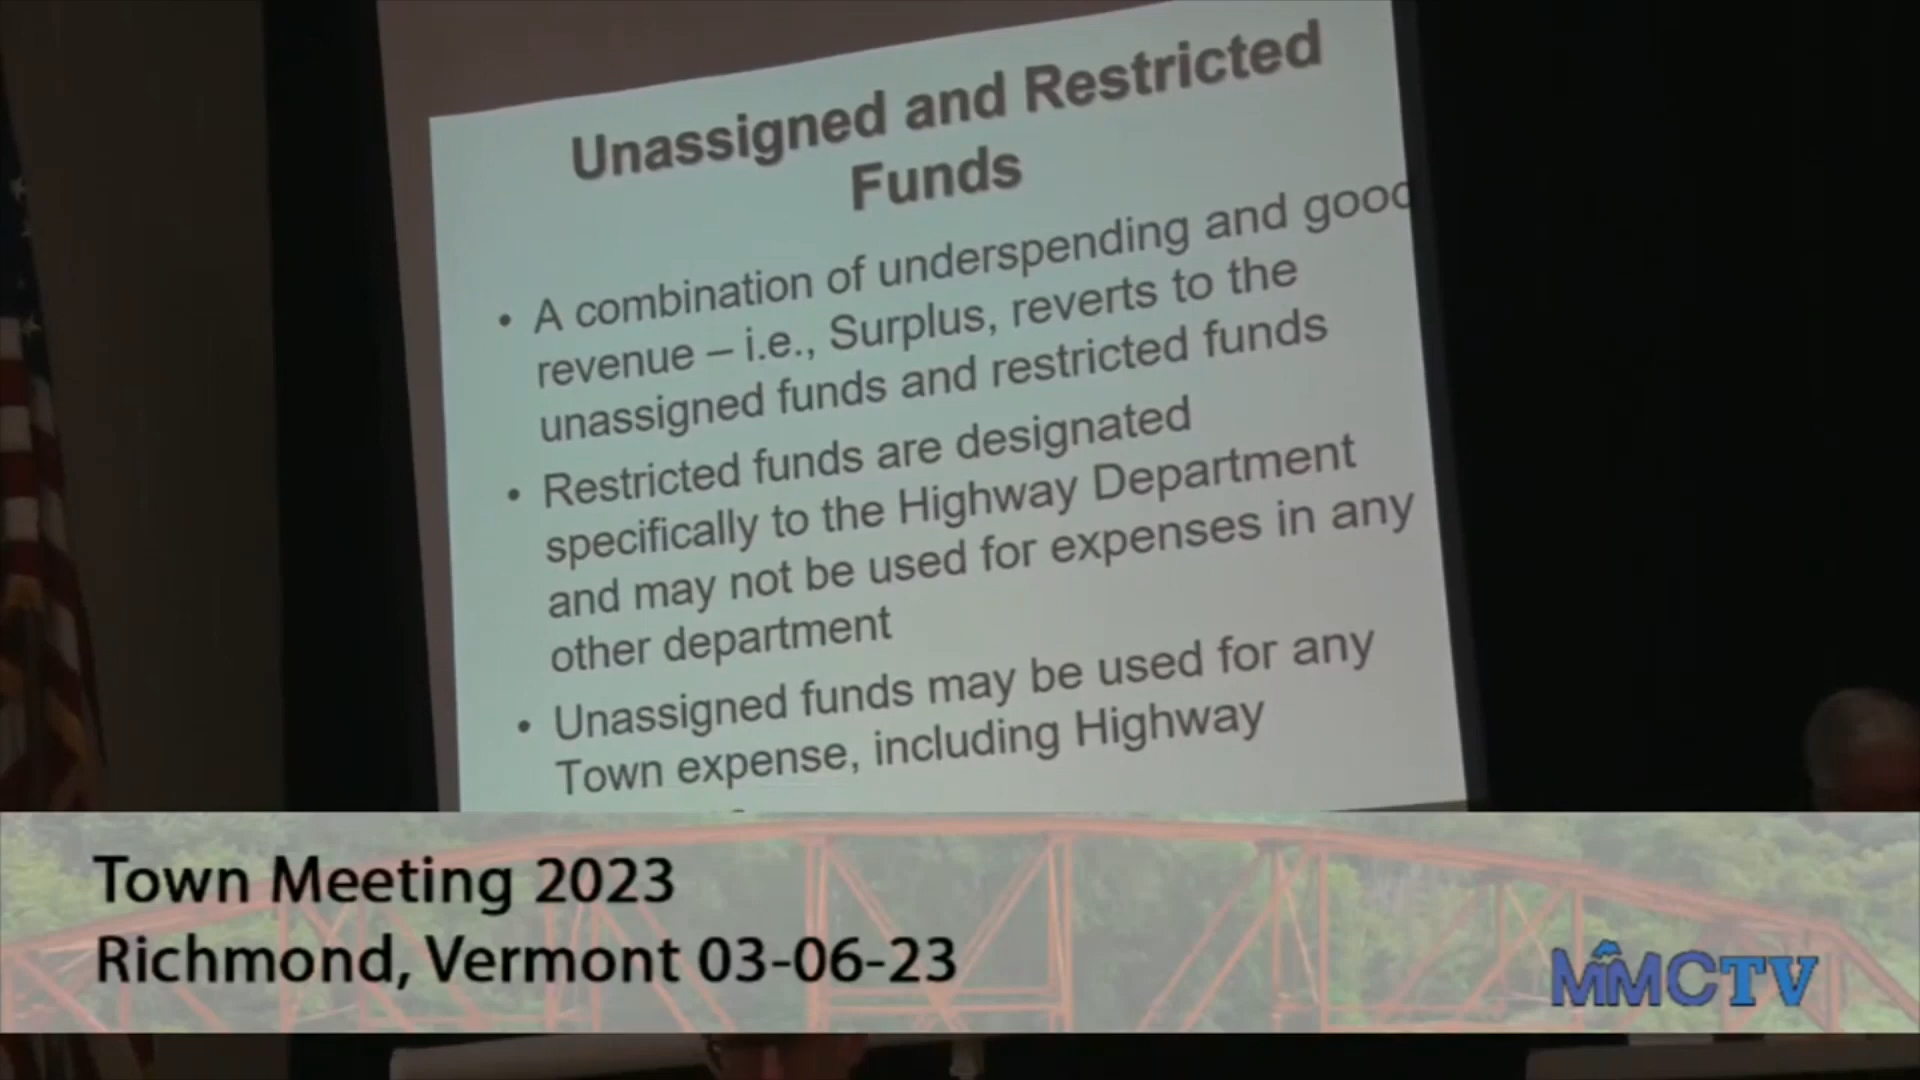 Unassigned and Restricted
Funds
• A combination of underspending and good
revenue – i.e., Surplus, reverts to the
unassigned funds and restricted funds
• Restricted funds are designated
specifically to the Highway Department
and may not be used for expenses in any
other department
• Unassigned funds may be used for any
Town expense, including Highway
Town Meeting 2023
Richmond, Vermont 03-06-23
MMCTV